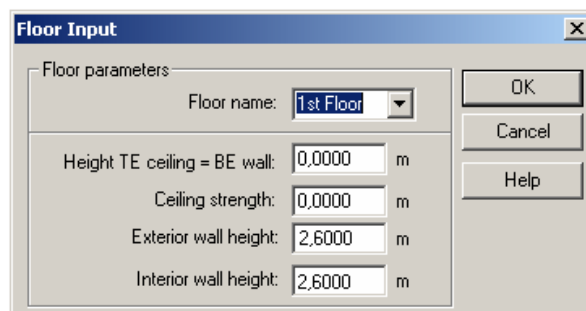 Floor Input
Floor parameters
Floor name: 1st Floor
Height TE ceiling = BE wall: 0,0000 m
Ceiling strength: 0,0000 m
Exterior wall height: 2,6000 m
Interior wall height: 2,6000 m
OK
Cancel
Help